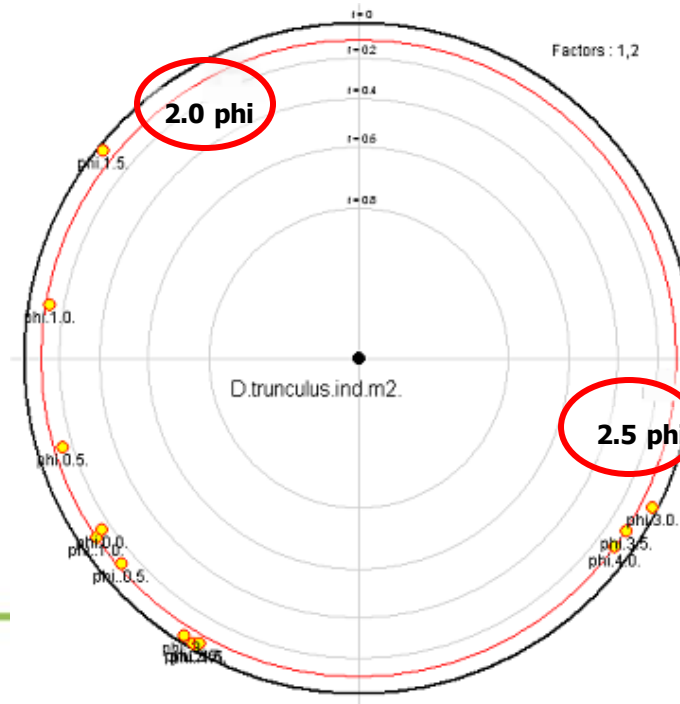 r = 0
Factors : 1,2
r = 0.2
r = 0.4
2.0 phi
r = 0.6
phi.1.5.
r = 0.8
phi.1.0.
D.trunculus.ind.m2.
2.5 phi
phi.0.5.
phi.3.0.
phi.0.0.
phi.3.5.
phi..1.0.
phi.4.0.
phi..0.5.